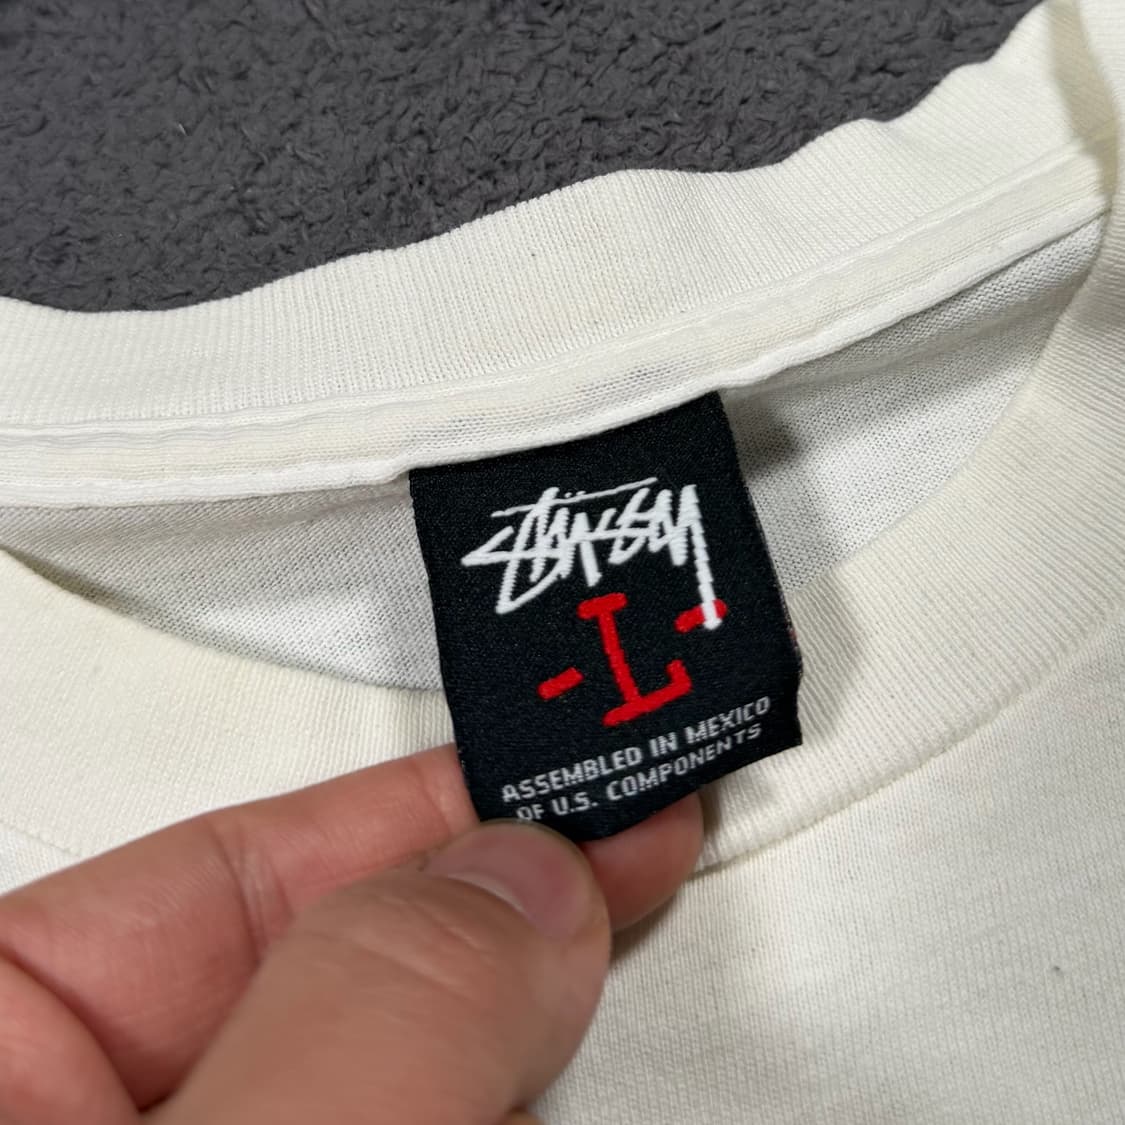 Stüssy
-L-
ASSEMBLED IN MEXICO
OF U.S. COMPONENTS